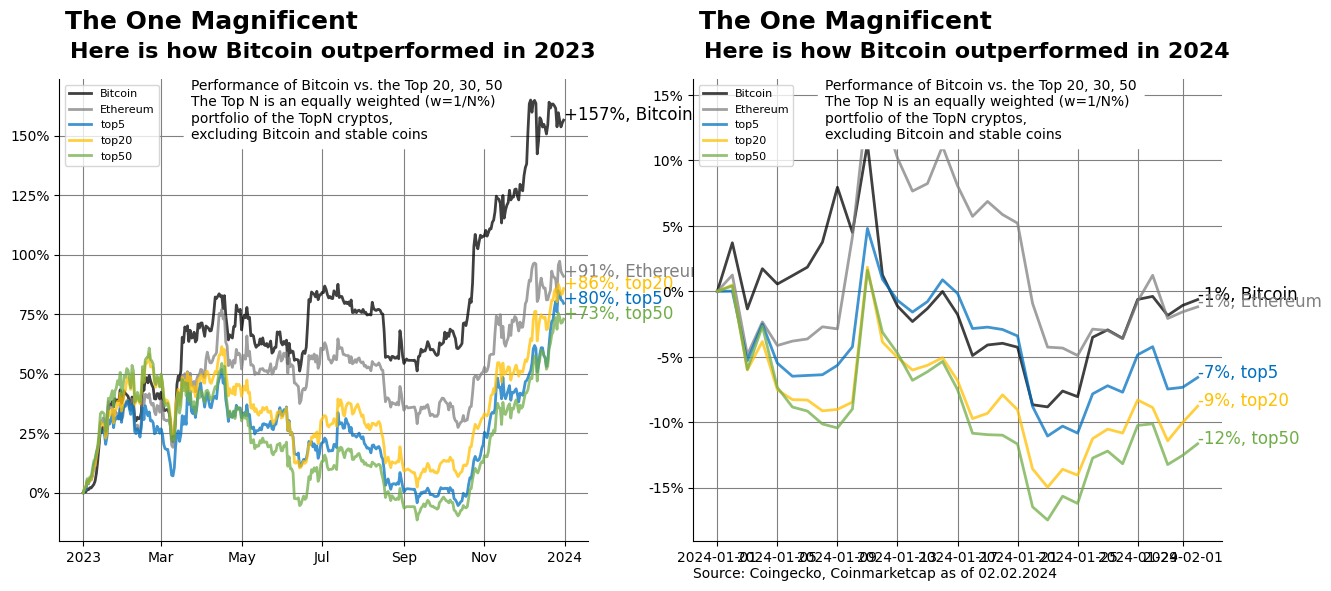 The One Magnificent
Here is how Bitcoin outperformed in 2023
Bitcoin
Ethereum
top5
top20
top50
Performance of Bitcoin vs. the Top 20, 30, 50
The Top N is an equally weighted (w=1/N%)
portfolio of the TopN cryptos,
excluding Bitcoin and stable coins
150%
125%
100%
75%
50%
25%
0%
+157%, Bitcoin
+91%, Ethereum
+86%, top20
+80%, top5
+73%, top50
2023
Mar
May
Jul
Sep
Nov
2024
The One Magnificent
Here is how Bitcoin outperformed in 2024
Bitcoin
Ethereum
top5
top20
top50
Performance of Bitcoin vs. the Top 20, 30, 50
The Top N is an equally weighted (w=1/N%)
portfolio of the TopN cryptos,
excluding Bitcoin and stable coins
15%
10%
5%
0%
-5%
-10%
-15%
-1%, Bitcoin
-1%, Ethereum
-7%, top5
-9%, top20
-12%, top50
2024-01-01
2024-01-05
2024-01-09
2024-01-13
2024-01-17
2024-01-21
2024-01-25
2024-01-29
2024-02-01
Source: Coingecko, Coinmarketcap as of 02.02.2024